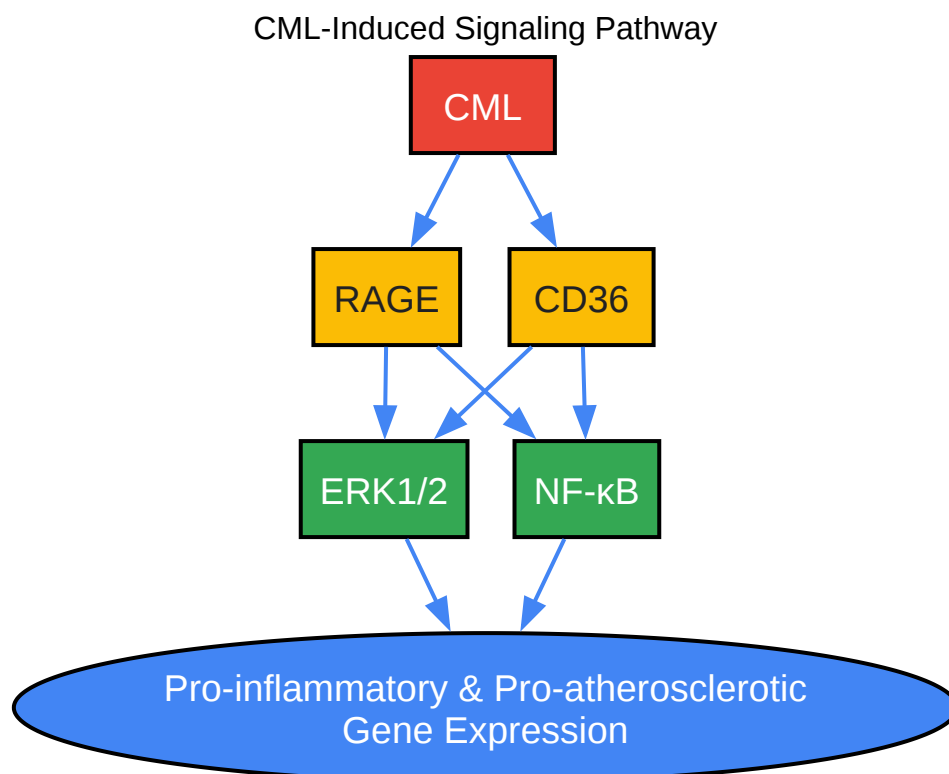 CML-Induced Signaling Pathway
CML
RAGE
CD36
ERK1/2
NF-κB
Pro-inflammatory & Pro-atherosclerotic
Gene Expression